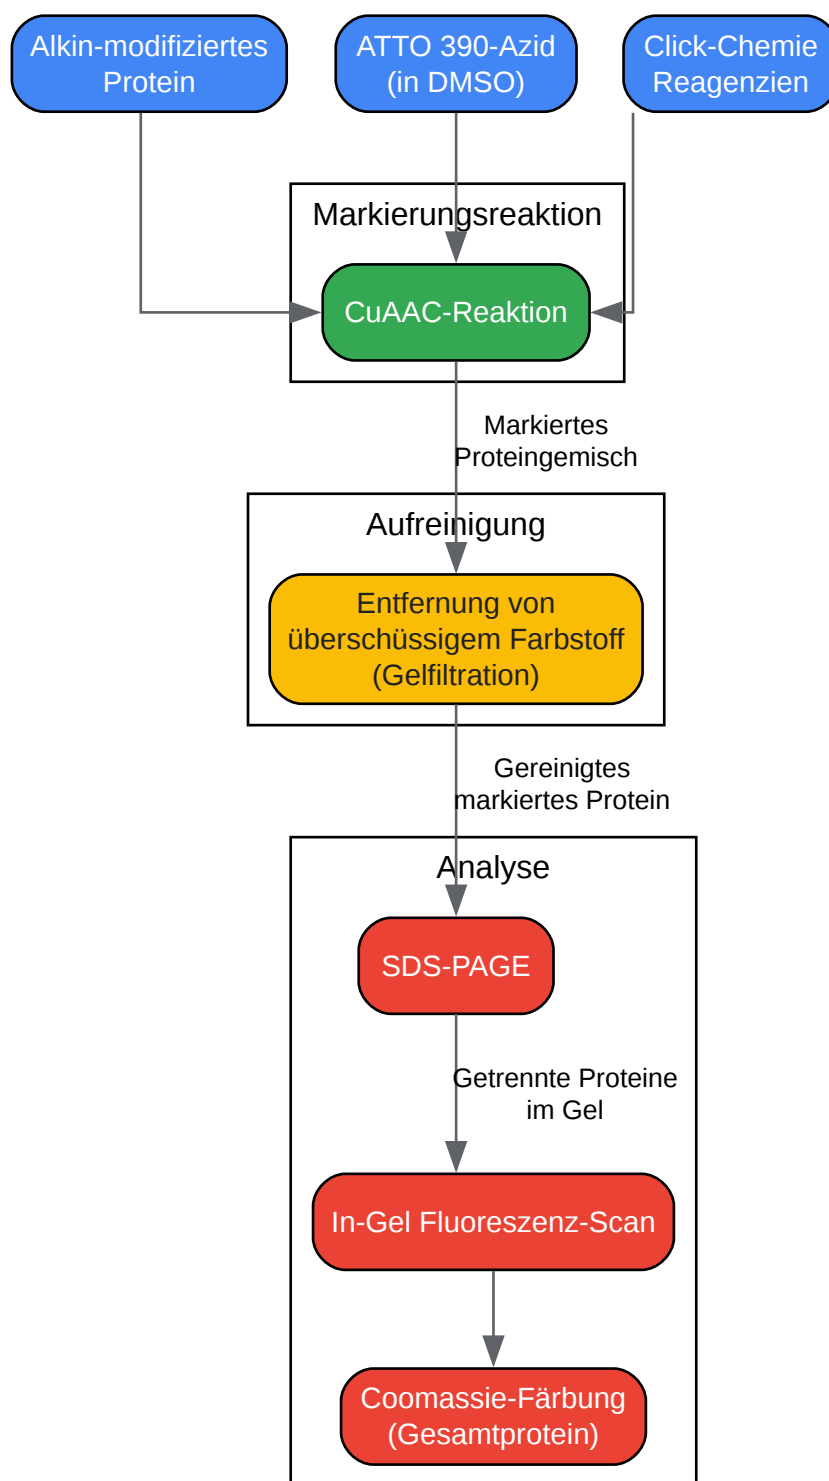 Alkin-modifiziertes
Protein
ATTO 390-Azid
(in DMSO)
Click-Chemie
Reagenzien
Markierungsreaktion
CuAAC-Reaktion
Markiertes
Proteingemisch
Aufreinigung
Entfernung von
überschüssigem Farbstoff
(Gelfiltration)
Gereinigtes
markiertes Protein
Analyse
SDS-PAGE
Getrennte Proteine
im Gel
In-Gel Fluoreszenz-Scan
Coomassie-Färbung
(Gesamtprotein)